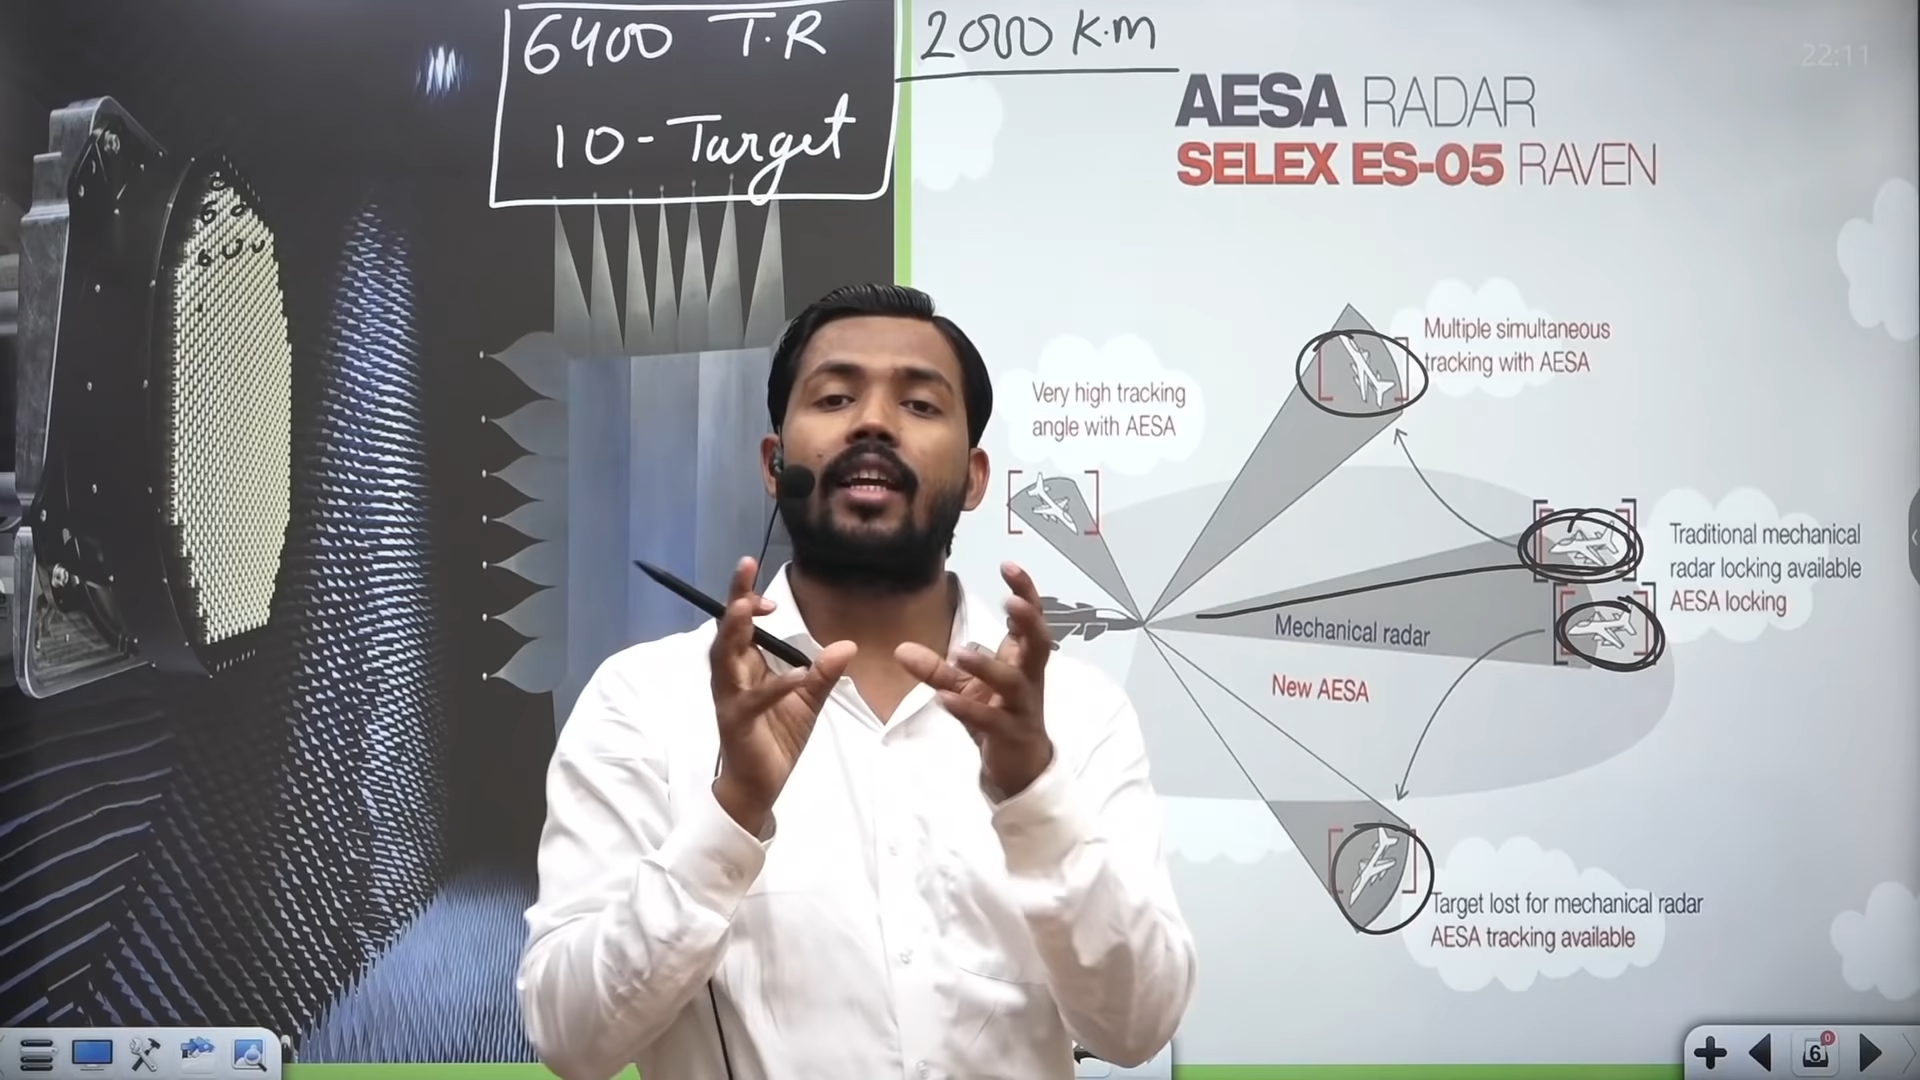 6400 T.R
10-Target
2000 K.m
22:11
AESA RADAR
SELEX ES-05 RAVEN
Multiple simultaneous
tracking with AESA
Very high tracking
angle with AESA
Traditional mechanical
radar locking available
AESA locking
Mechanical radar
New AESA
Target lost for mechanical radar
AESA tracking available
6
0